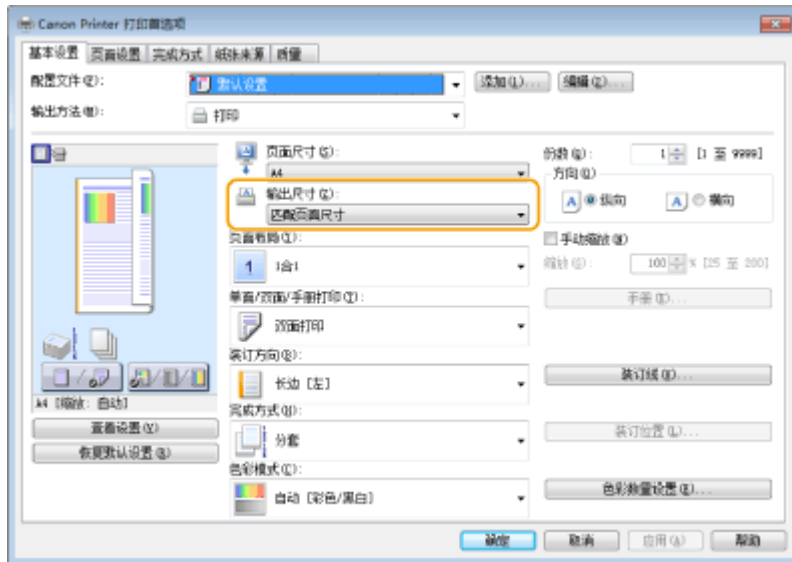 Canon Printer 打印首选项
基本设置 页面设置 完成方式 纸张来源 质量
配置文件(F): 默认设置 添加(1)... 编辑(2)...
输出方法(M): 打印
页面尺寸(S):
A4
输出尺寸(Z):
匹配页面尺寸
页面布局(L):
1 1合1
单面/双面/手册打印(T):
双面打印
装订方向(B):
长边 [左]
完成方式(H):
分套
色彩模式(C):
自动 [彩色/黑白]
份数(Q): 1 [1 至 9999]
方向(O)
A 纵向 A 横向
手动缩放(N)
缩放(G): 100 % [25 至 200]
手册(K)...
装订线(U)...
装订位置(J)...
色彩数量设置(E)...
A4 [缩放: 自动]
查看设置(V)
恢复默认设置(R)
确定 取消 应用(A) 帮助